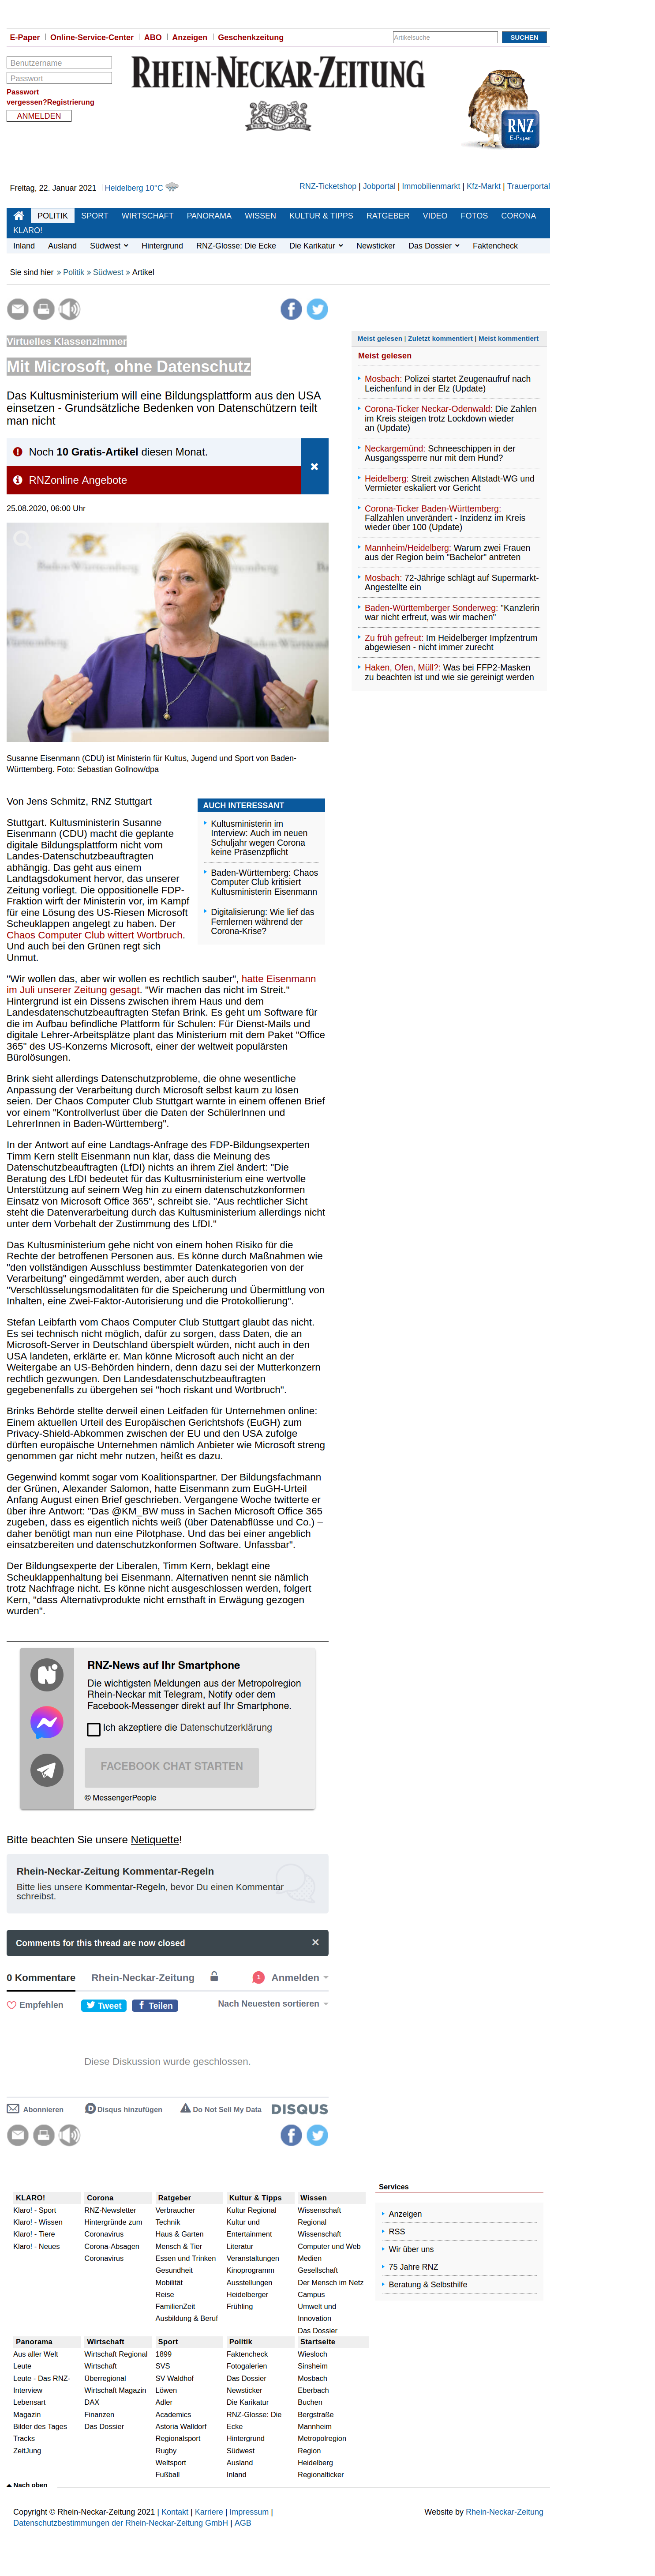 E-Paper | Online-Service-Center | ABO | Anzeigen | Geschenkzeitung
Artikelsuche
SUCHEN
Benutzername
Passwort
Passwort
vergessen?Registrierung
ANMELDEN
RHEIN-NECKAR-ZEITUNG
RNZ
E-Paper
Freitag, 22. Januar 2021 | Heidelberg 10°C
RNZ-Ticketshop | Jobportal | Immobilienmarkt | Kfz-Markt | Trauerportal
POLITIK SPORT WIRTSCHAFT PANORAMA WISSEN KULTUR & TIPPS RATGEBER VIDEO FOTOS CORONA
KLARO!
Inland Ausland Südwest Hintergrund RNZ-Glosse: Die Ecke Die Karikatur Newsticker Das Dossier Faktencheck
Sie sind hier » Politik » Südwest » Artikel
Virtuelles Klassenzimmer
Mit Microsoft, ohne Datenschutz
Das Kultusministerium will eine Bildungsplattform aus den USA
einsetzen - Grundsätzliche Bedenken von Datenschützern teilt
man nicht
Noch 10 Gratis-Artikel diesen Monat.
RNZonline Angebote
25.08.2020, 06:00 Uhr
Susanne Eisenmann (CDU) ist Ministerin für Kultus, Jugend und Sport von Baden-
Württemberg. Foto: Sebastian Gollnow/dpa
Von Jens Schmitz, RNZ Stuttgart
Stuttgart. Kultusministerin Susanne
Eisenmann (CDU) macht die geplante
digitale Bildungsplattform nicht vom
Landes-Datenschutzbeauftragten
abhängig. Das geht aus einem
Landtagsdokument hervor, das unserer
Zeitung vorliegt. Die oppositionelle FDP-
Fraktion wirft der Ministerin vor, im Kampf
für eine Lösung des US-Riesen Microsoft
Scheuklappen angelegt zu haben. Der
Chaos Computer Club wittert Wortbruch.
Und auch bei den Grünen regt sich
Unmut.
AUCH INTERESSANT
Kultusministerin im
Interview: Auch im neuen
Schuljahr wegen Corona
keine Präsenzpflicht
Baden-Württemberg: Chaos
Computer Club kritisiert
Kultusministerin Eisenmann
Digitalisierung: Wie lief das
Fernlernen während der
Corona-Krise?
"Wir wollen das, aber wir wollen es rechtlich sauber", hatte Eisenmann
im Juli unserer Zeitung gesagt. "Wir machen das nicht im Streit."
Hintergrund ist ein Dissens zwischen ihrem Haus und dem
Landesdatenschutzbeauftragten Stefan Brink. Es geht um Software für
die im Aufbau befindliche Plattform für Schulen: Für Dienst-Mails und
digitale Lehrer-Arbeitsplätze plant das Ministerium mit dem Paket "Office
365" des US-Konzerns Microsoft, einer der weltweit populärsten
Bürolösungen.
Brink sieht allerdings Datenschutzprobleme, die ohne wesentliche
Anpassung der Verarbeitung durch Microsoft selbst kaum zu lösen
seien. Der Chaos Computer Club Stuttgart warnte in einem offenen Brief
vor einem "Kontrollverlust über die Daten der SchülerInnen und
LehrerInnen in Baden-Württemberg".
In der Antwort auf eine Landtags-Anfrage des FDP-Bildungsexperten
Timm Kern stellt Eisenmann nun klar, dass die Meinung des
Datenschutzbeauftragten (LfDI) nichts an ihrem Ziel ändert: "Die
Beratung des LfDI bedeutet für das Kultusministerium eine wertvolle
Unterstützung auf seinem Weg hin zu einem datenschutzkonformen
Einsatz von Microsoft Office 365", schreibt sie. "Aus rechtlicher Sicht
steht die Datenverarbeitung durch das Kultusministerium allerdings nicht
unter dem Vorbehalt der Zustimmung des LfDI."
Das Kultusministerium gehe nicht von einem hohen Risiko für die
Rechte der betroffenen Personen aus. Es könne durch Maßnahmen wie
"den vollständigen Ausschluss bestimmter Datenkategorien von der
Verarbeitung" eingedämmt werden, aber auch durch
"Verschlüsselungsmodalitäten für die Speicherung und Übermittlung von
Inhalten, eine Zwei-Faktor-Autorisierung und die Protokollierung".
Stefan Leibfarth vom Chaos Computer Club Stuttgart glaubt das nicht.
Es sei technisch nicht möglich, dafür zu sorgen, dass Daten, die an
Microsoft-Server in Deutschland überspielt würden, nicht auch in den
USA landeten, erklärte er. Man könne Microsoft auch nicht an der
Weitergabe an US-Behörden hindern, denn dazu sei der Mutterkonzern
rechtlich gezwungen. Den Landesdatenschutzbeauftragten
gegebenenfalls zu übergehen sei "hoch riskant und Wortbruch".
Brinks Behörde stellte derweil einen Leitfaden für Unternehmen online:
Einem aktuellen Urteil des Europäischen Gerichtshofs (EuGH) zum
Privacy-Shield-Abkommen zwischen der EU und den USA zufolge
dürften europäische Unternehmen nämlich Anbieter wie Microsoft streng
genommen gar nicht mehr nutzen, heißt es dazu.
Gegenwind kommt sogar vom Koalitionspartner. Der Bildungsfachmann
der Grünen, Alexander Salomon, hatte Eisenmann zum EuGH-Urteil
Anfang August einen Brief geschrieben. Vergangene Woche twitterte er
über ihre Antwort: "Das @KM_BW muss in Sachen Microsoft Office 365
zugeben, dass es eigentlich nichts weiß (über Datenabflüsse und Co.) –
daher benötigt man nun eine Pilotphase. Und das bei einer angeblich
einsatzbereiten und datenschutzkonformen Software. Unfassbar".
Der Bildungsexperte der Liberalen, Timm Kern, beklagt eine
Scheuklappenhaltung bei Eisenmann. Alternativen nennt sie nämlich
trotz Nachfrage nicht. Es könne nicht ausgeschlossen werden, folgert
Kern, "dass Alternativprodukte nicht ernsthaft in Erwägung gezogen
wurden".
Meist gelesen | Zuletzt kommentiert | Meist kommentiert
Meist gelesen
Mosbach: Polizei startet Zeugenaufruf nach
Leichenfund in der Elz (Update)
Corona-Ticker Neckar-Odenwald: Die Zahlen
im Kreis steigen trotz Lockdown wieder
an (Update)
Neckargemünd: Schneeschippen in der
Ausgangssperre nur mit dem Hund?
Heidelberg: Streit zwischen Altstadt-WG und
Vermieter eskaliert vor Gericht
Corona-Ticker Baden-Württemberg:
Fallzahlen unverändert - Inzidenz im Kreis
wieder über 100 (Update)
Mannheim/Heidelberg: Warum zwei Frauen
aus der Region beim "Bachelor" antreten
Mosbach: 72-Jährige schlägt auf Supermarkt-
Angestellte ein
Baden-Württemberger Sonderweg: "Kanzlerin
war nicht erfreut, was wir machen"
Zu früh gefreut: Im Heidelberger Impfzentrum
abgewiesen - nicht immer zurecht
Haken, Ofen, Müll?: Was bei FFP2-Masken
zu beachten ist und wie sie gereinigt werden
RNZ-News auf Ihr Smartphone
Die wichtigsten Meldungen aus der Metropolregion
Rhein-Neckar mit Telegram, Notify oder dem
Facebook-Messenger direkt auf Ihr Smartphone.
Ich akzeptiere die Datenschutzerklärung
FACEBOOK CHAT STARTEN
© MessengerPeople
Bitte beachten Sie unsere Netiquette!
Rhein-Neckar-Zeitung Kommentar-Regeln
Bitte lies unsere Kommentar-Regeln, bevor Du einen Kommentar
schreibst.
Comments for this thread are now closed
0 Kommentare Rhein-Neckar-Zeitung 1 Anmelden
Empfehlen Tweet Teilen Nach Neuesten sortieren
Diese Diskussion wurde geschlossen.
Abonnieren Disqus hinzufügen Do Not Sell My Data DISQUS
KLARO!
Klaro! - Sport
Klaro! - Wissen
Klaro! - Tiere
Klaro! - Neues
Corona
RNZ-Newsletter
Hintergründe zum
Coronavirus
Corona-Absagen
Coronavirus
Ratgeber
Verbraucher
Technik
Haus & Garten
Mensch & Tier
Essen und Trinken
Gesundheit
Mobilität
Reise
FamilienZeit
Ausbildung & Beruf
Kultur & Tipps
Kultur Regional
Kultur und
Entertainment
Literatur
Veranstaltungen
Kinoprogramm
Ausstellungen
Heidelberger
Frühling
Wissen
Wissenschaft
Regional
Wissenschaft
Computer und Web
Medien
Gesellschaft
Der Mensch im Netz
Campus
Umwelt und
Innovation
Das Dossier
Services
Anzeigen
RSS
Wir über uns
75 Jahre RNZ
Beratung & Selbsthilfe
Panorama
Aus aller Welt
Leute
Leute - Das RNZ-
Interview
Lebensart
Magazin
Bilder des Tages
Tracks
ZeitJung
Wirtschaft
Wirtschaft Regional
Wirtschaft
Überregional
Wirtschaft Magazin
DAX
Finanzen
Das Dossier
Sport
1899
SVS
SV Waldhof
Löwen
Adler
Academics
Astoria Walldorf
Regionalsport
Rugby
Weltsport
Fußball
Politik
Faktencheck
Fotogalerien
Das Dossier
Newsticker
Die Karikatur
RNZ-Glosse: Die
Ecke
Hintergrund
Südwest
Ausland
Inland
Startseite
Wiesloch
Sinsheim
Mosbach
Eberbach
Buchen
Bergstraße
Mannheim
Metropolregion
Region
Heidelberg
Regionalticker
Nach oben
Copyright © Rhein-Neckar-Zeitung 2021 | Kontakt | Karriere | Impressum |
Datenschutzbestimmungen der Rhein-Neckar-Zeitung GmbH | AGB
Website by Rhein-Neckar-Zeitung